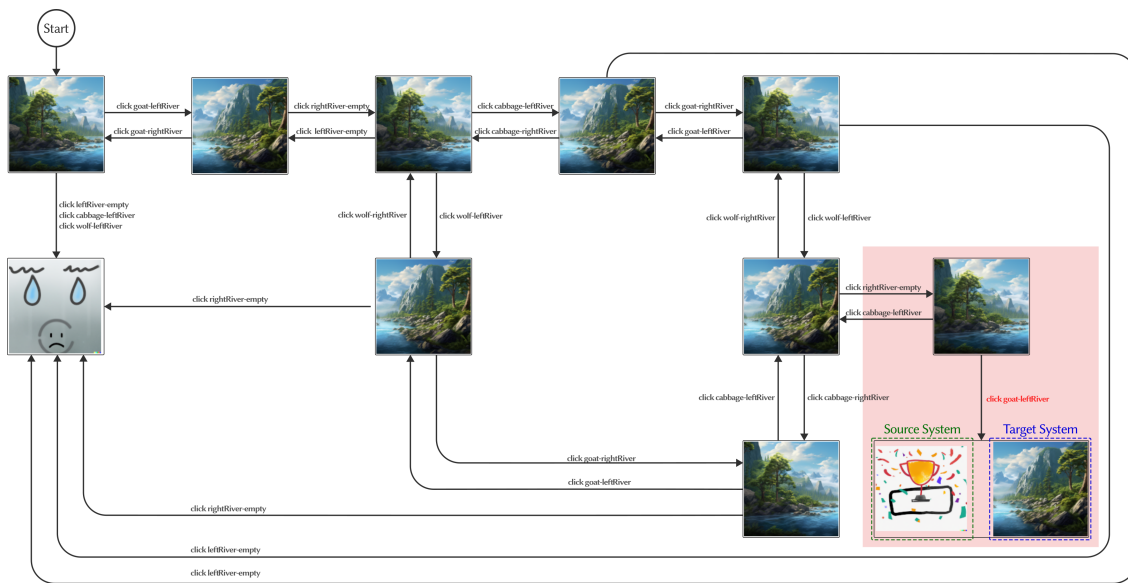 Start
click goat-leftRiver
click rightRiver-empty
click cabbage-leftRiver
click goat-rightRiver
click goat-rightRiver
click leftRiver-empty
click cabbage-rightRiver
click goat-leftRiver
click leftRiver-empty
click cabbage-leftRiver
click wolf-leftRiver
click wolf-rightRiver
click wolf-leftRiver
click wolf-rightRiver
click wolf-leftRiver
click rightRiver-empty
click rightRiver-empty
click cabbage-leftRiver
click cabbage-leftRiver
click cabbage-rightRiver
click goat-leftRiver
Source System
Target System
click goat-rightRiver
click goat-leftRiver
click rightRiver-empty
click leftRiver-empty
click leftRiver-empty